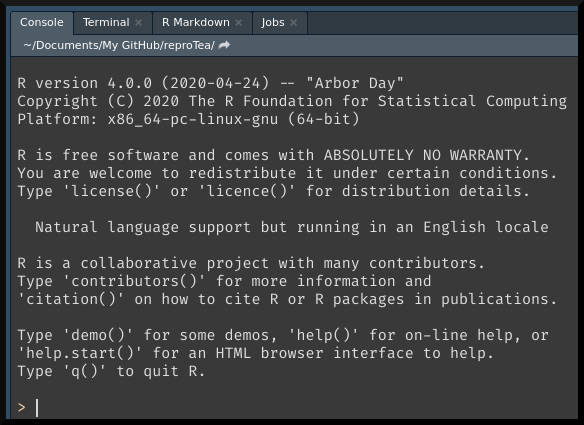 Console Terminal × R Markdown × Jobs ×
~/Documents/My GitHub/reproTea/
R version 4.0.0 (2020-04-24) -- "Arbor Day"
Copyright (C) 2020 The R Foundation for Statistical Computing
Platform: x86_64-pc-linux-gnu (64-bit)

R is free software and comes with ABSOLUTELY NO WARRANTY.
You are welcome to redistribute it under certain conditions.
Type 'license()' or 'licence()' for distribution details.

  Natural language support but running in an English locale

R is a collaborative project with many contributors.
Type 'contributors()' for more information and
'citation()' on how to cite R or R packages in publications.

Type 'demo()' for some demos, 'help()' for on-line help, or
'help.start()' for an HTML browser interface to help.
Type 'q()' to quit R.

>